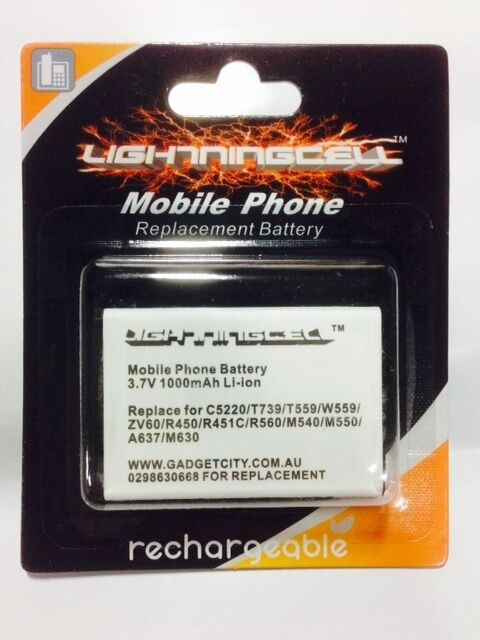 LIGHTNINGCELL™
Mobile Phone
Replacement Battery
LIGHTNINGCELL™
Mobile Phone Battery
3.7V 1000mAh Li-ion
Replace for C5220/T739/T559/W559/
ZV60/R450/R451C/R560/M540/M550/
A637/M630
WWW.GADGETCITY.COM.AU
0298630668 FOR REPLACEMENT
rechargeable